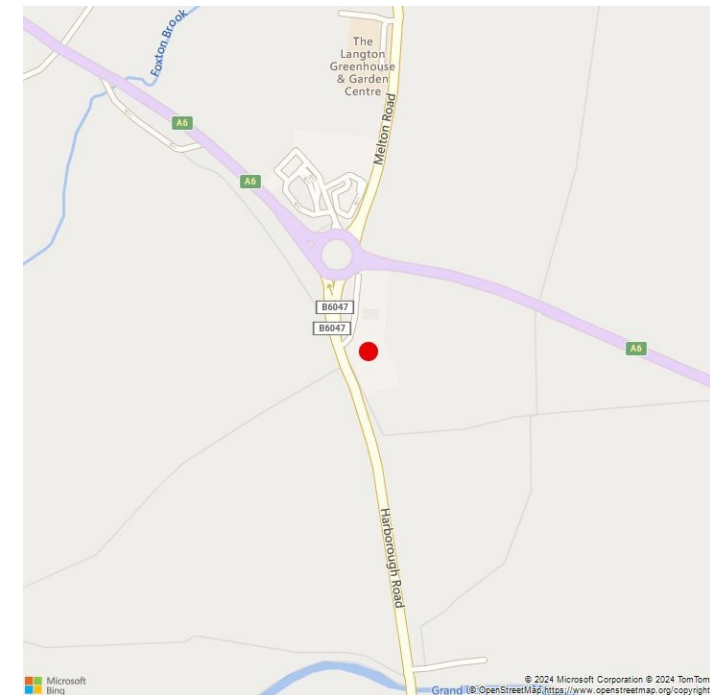 Foxton Brook
The
Langton
Greenhouse
& Garden
Centre
Melton Road
A6
A6
B6047
B6047
A6
Harborough Road
Grand
Microsoft
Bing
© 2024 Microsoft Corporation © 2024 TomTom
© OpenStreetMap https://www.openstreetmap.org/copyright